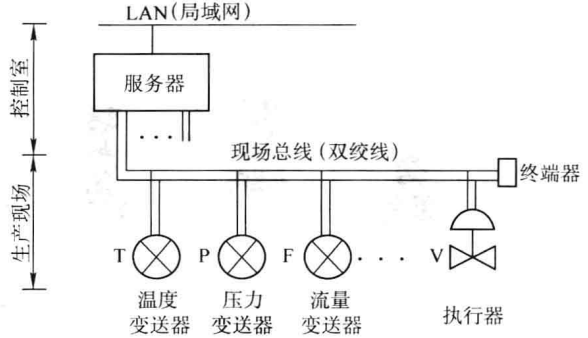 LAN(局域网)
控制室
服务器
...
现场总线(双绞线)
终端器
生产现场
T
P
F
...
V
温度
变送器
压力
变送器
流量
变送器
执行器